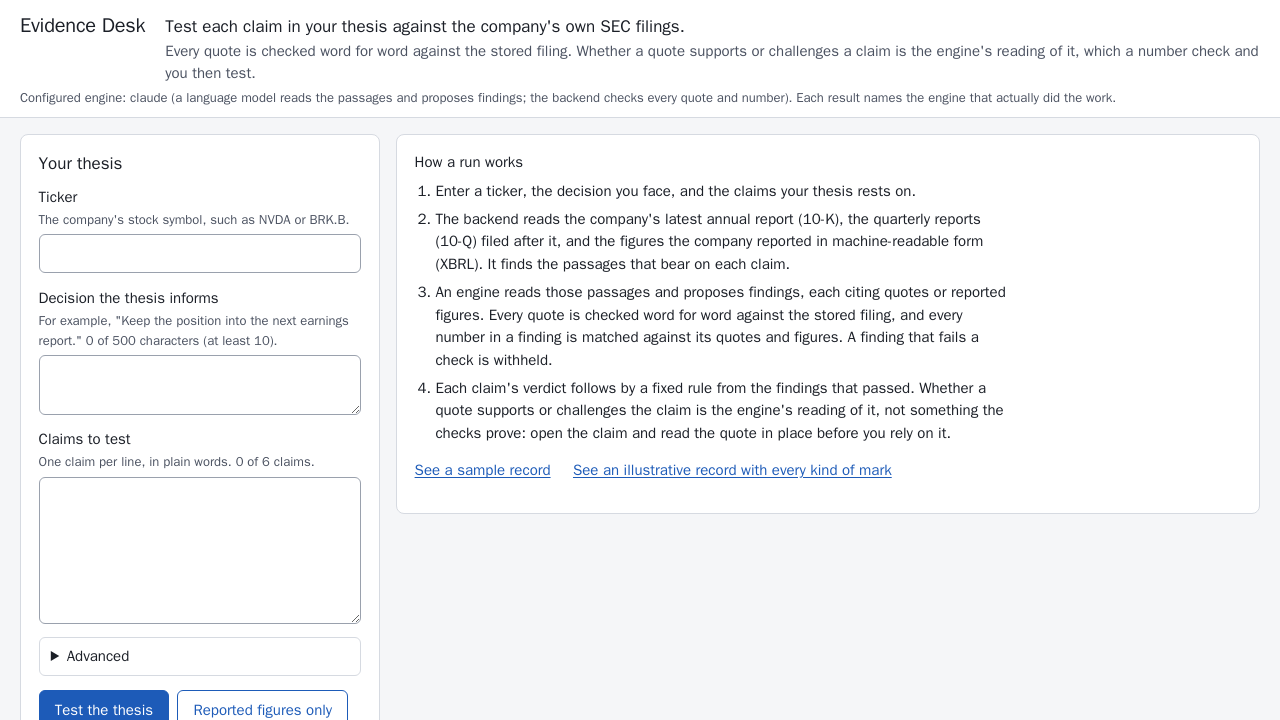 Evidence Desk
Test each claim in your thesis against the company's own SEC filings.
Every quote is checked word for word against the stored filing. Whether a quote supports or challenges a claim is the engine's reading of it, which a number check and
you then test.
Configured engine: claude (a language model reads the passages and proposes findings; the backend checks every quote and number). Each result names the engine that actually did the work.
Your thesis
Ticker
The company's stock symbol, such as NVDA or BRK.B.
Decision the thesis informs
For example, "Keep the position into the next earnings
report." 0 of 500 characters (at least 10).
Claims to test
One claim per line, in plain words. 0 of 6 claims.
Advanced
Test the thesis
Reported figures only
How a run works
1. Enter a ticker, the decision you face, and the claims your thesis rests on.
2. The backend reads the company's latest annual report (10-K), the quarterly reports
(10-Q) filed after it, and the figures the company reported in machine-readable form
(XBRL). It finds the passages that bear on each claim.
3. An engine reads those passages and proposes findings, each citing quotes or reported
figures. Every quote is checked word for word against the stored filing, and every
number in a finding is matched against its quotes and figures. A finding that fails a
check is withheld.
4. Each claim's verdict follows by a fixed rule from the findings that passed. Whether a
quote supports or challenges the claim is the engine's reading of it, not something the
checks prove: open the claim and read the quote in place before you rely on it.
See a sample record
See an illustrative record with every kind of mark